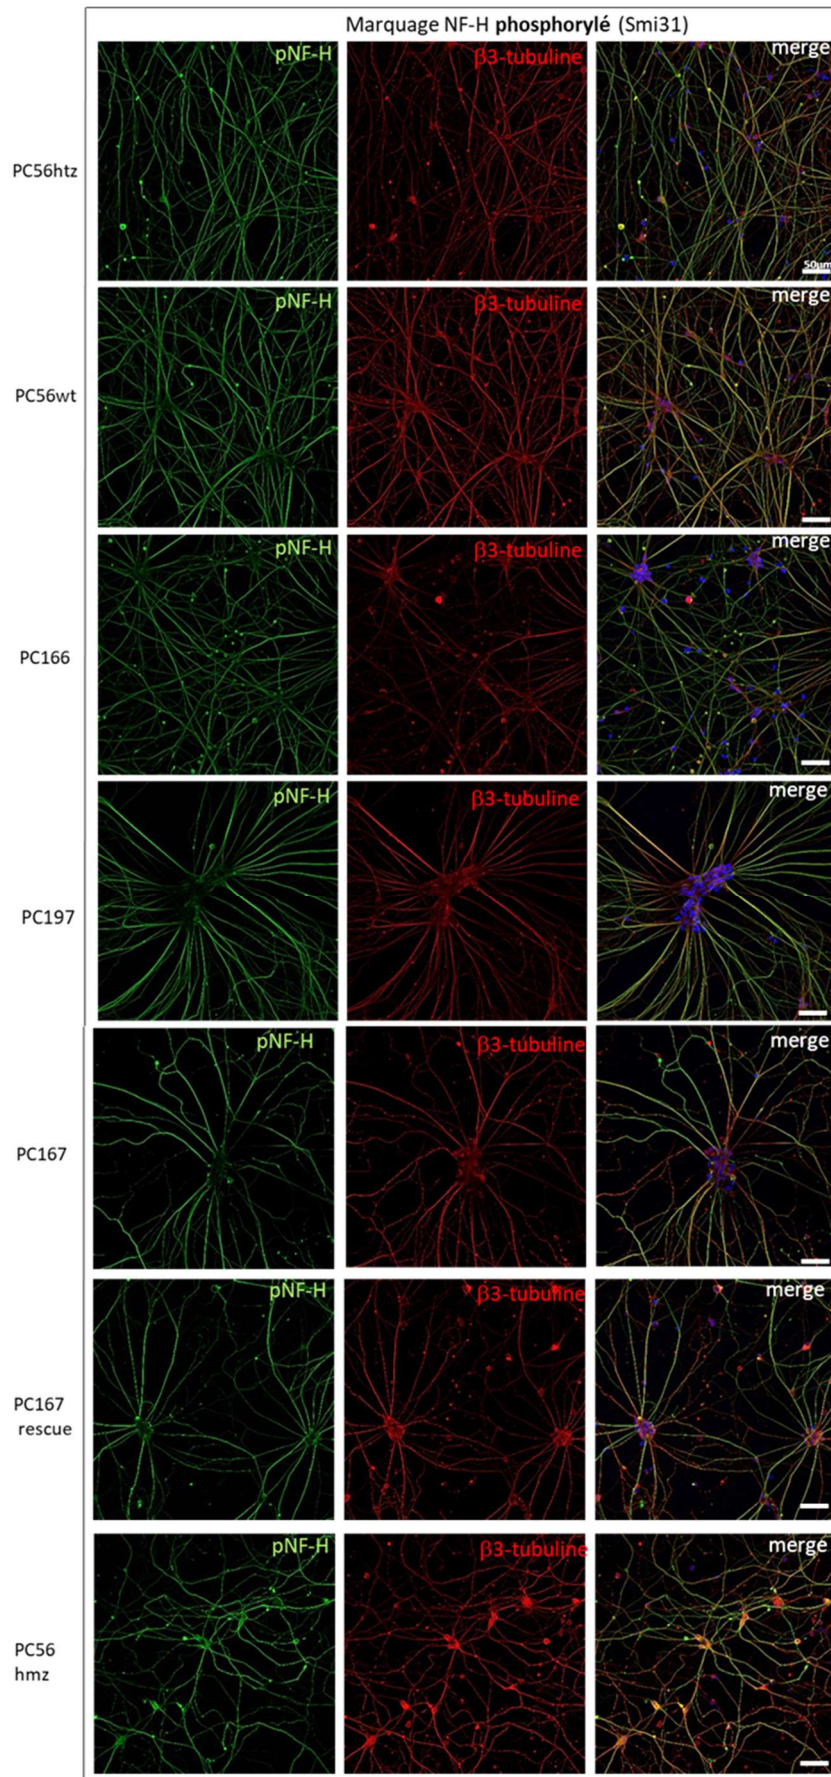 Marquage NF-H phosphorylé (Smi31)
PC56htz
pNF-H
β3-tubuline
merge
50µm
PC56wt
pNF-H
β3-tubuline
merge
PC166
pNF-H
β3-tubuline
merge
PC197
pNF-H
β3-tubuline
merge
PC167
pNF-H
β3-tubuline
merge
PC167
rescue
pNF-H
β3-tubuline
merge
PC56
hmz
pNF-H
β3-tubuline
merge